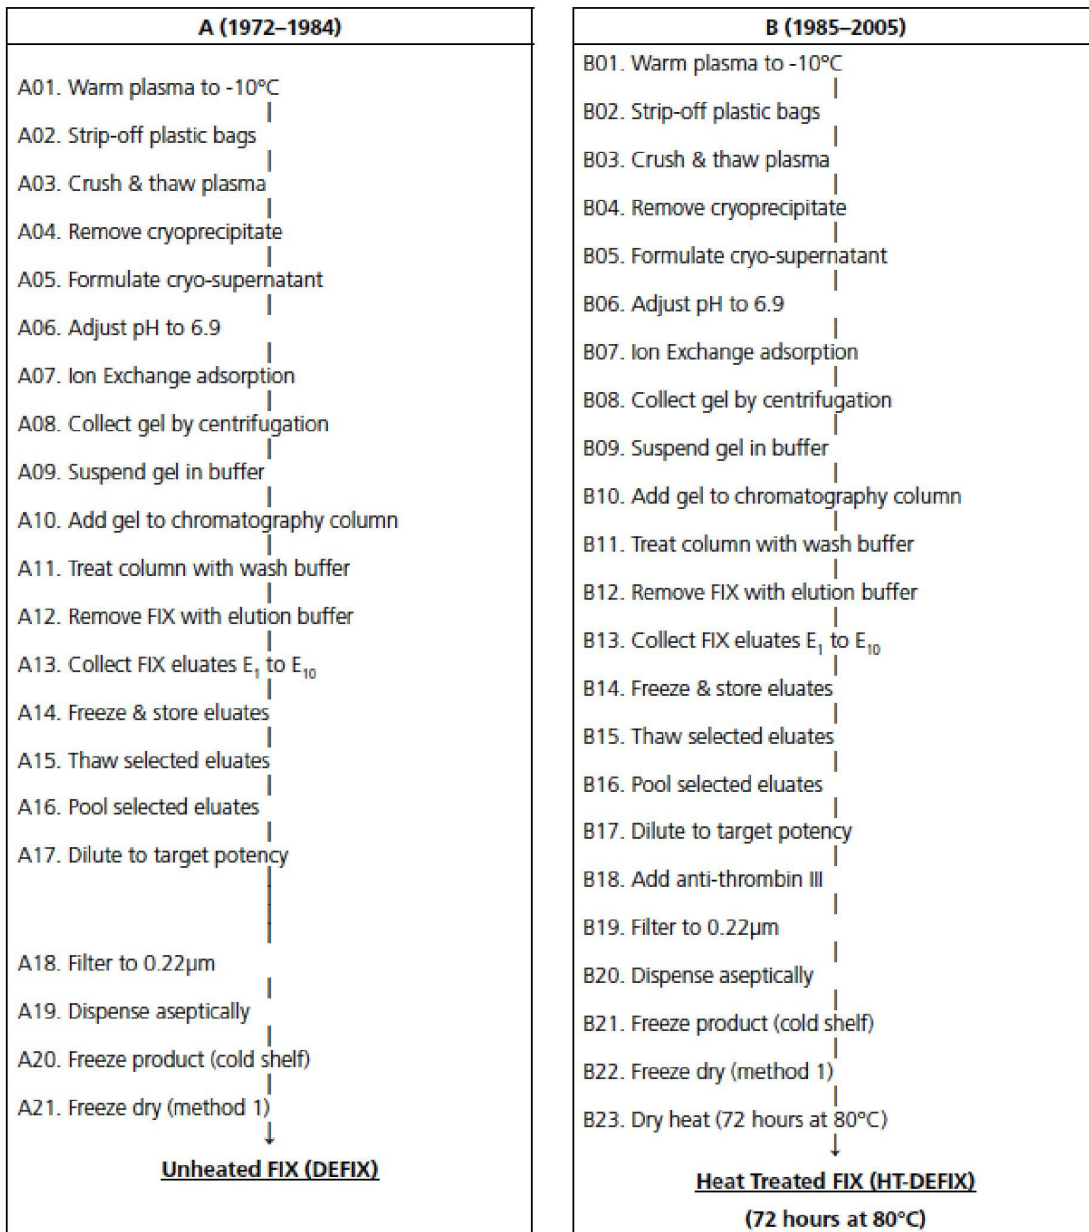 A (1972–1984)
A01. Warm plasma to -10°C
A02. Strip-off plastic bags
A03. Crush & thaw plasma
A04. Remove cryoprecipitate
A05. Formulate cryo-supernatant
A06. Adjust pH to 6.9
A07. Ion Exchange adsorption
A08. Collect gel by centrifugation
A09. Suspend gel in buffer
A10. Add gel to chromatography column
A11. Treat column with wash buffer
A12. Remove FIX with elution buffer
A13. Collect FIX eluates E₁ to E₁₀
A14. Freeze & store eluates
A15. Thaw selected eluates
A16. Pool selected eluates
A17. Dilute to target potency
A18. Filter to 0.22µm
A19. Dispense aseptically
A20. Freeze product (cold shelf)
A21. Freeze dry (method 1)
Unheated FIX (DEFIX)
B (1985–2005)
B01. Warm plasma to -10°C
B02. Strip-off plastic bags
B03. Crush & thaw plasma
B04. Remove cryoprecipitate
B05. Formulate cryo-supernatant
B06. Adjust pH to 6.9
B07. Ion Exchange adsorption
B08. Collect gel by centrifugation
B09. Suspend gel in buffer
B10. Add gel to chromatography column
B11. Treat column with wash buffer
B12. Remove FIX with elution buffer
B13. Collect FIX eluates E₁ to E₁₀
B14. Freeze & store eluates
B15. Thaw selected eluates
B16. Pool selected eluates
B17. Dilute to target potency
B18. Add anti-thrombin III
B19. Filter to 0.22µm
B20. Dispense aseptically
B21. Freeze product (cold shelf)
B22. Freeze dry (method 1)
B23. Dry heat (72 hours at 80°C)
Heat Treated FIX (HT-DEFIX)
(72 hours at 80°C)